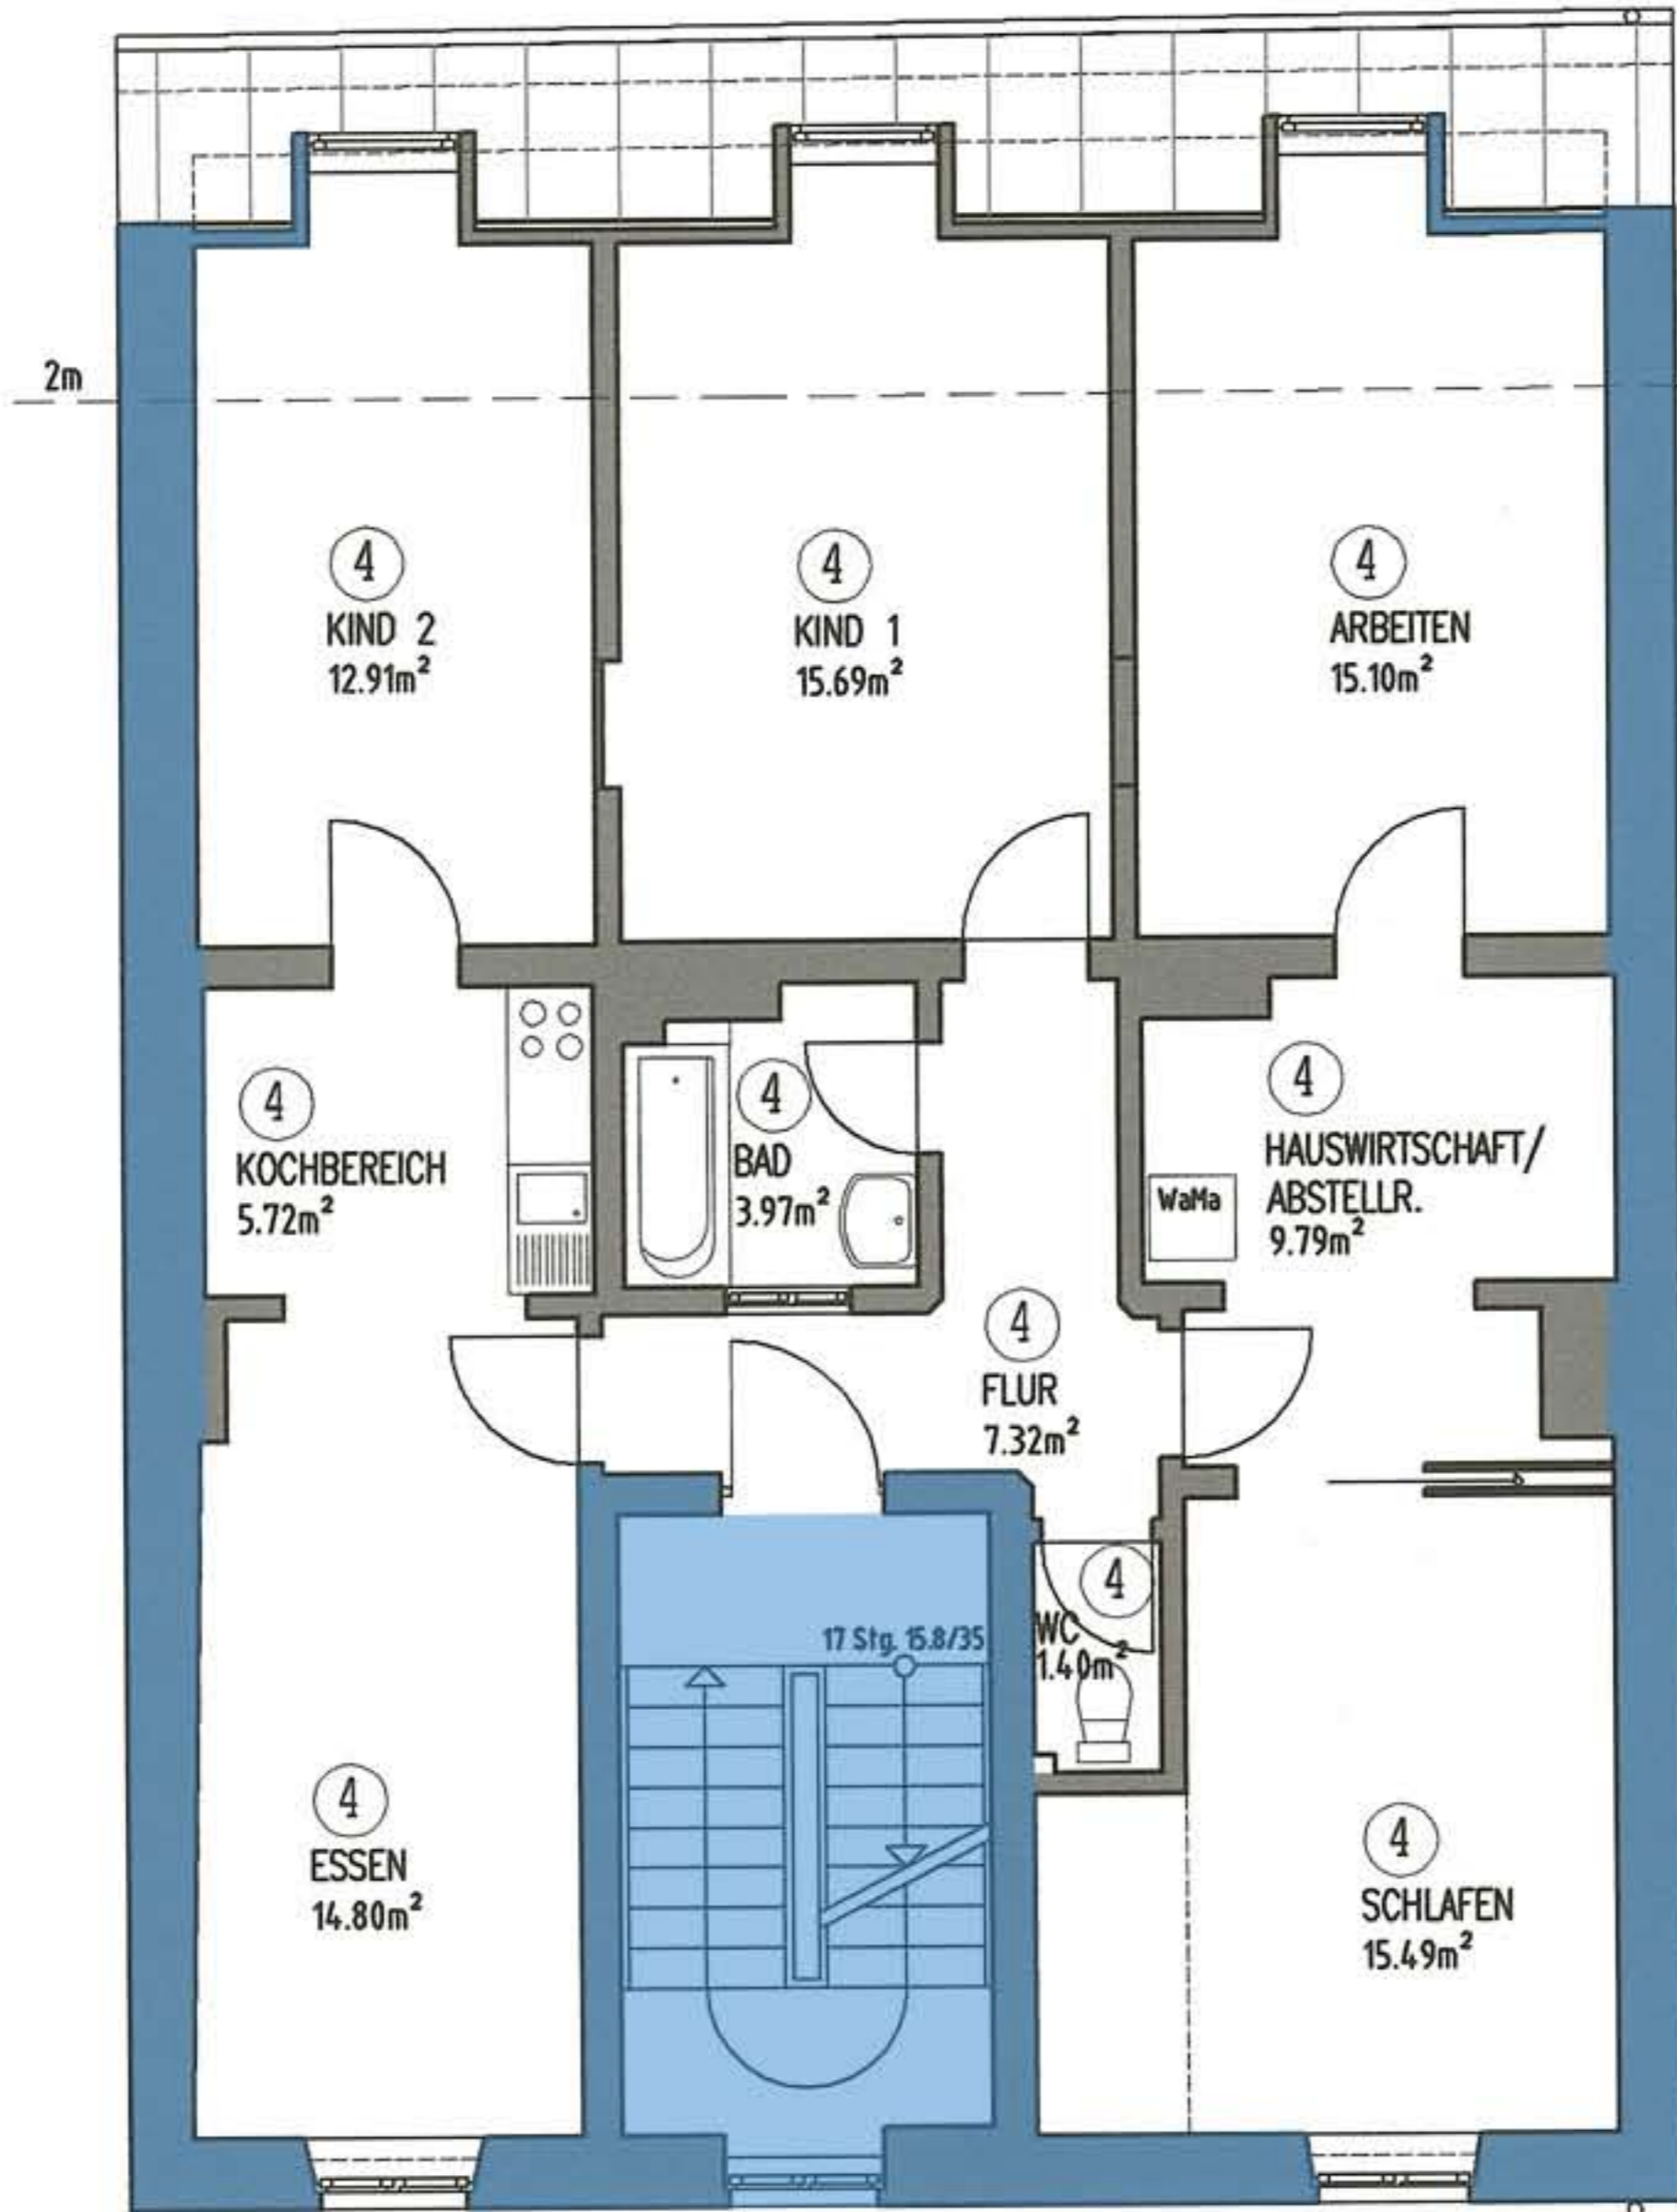 2m
4
KIND 2
12.91m²
4
KIND 1
15.69m²
4
ARBEITEN
15.10m²
4
KOCHBEREICH
5.72m²
4
BAD
3.97m²
4
HAUSWIRTSCHAFT/
ABSTELLR.
9.79m²
WaMa
4
FLUR
7.32m²
4
WC
1.40m²
17 Stg. 15.8/35
4
ESSEN
14.80m²
4
SCHLAFEN
15.49m²